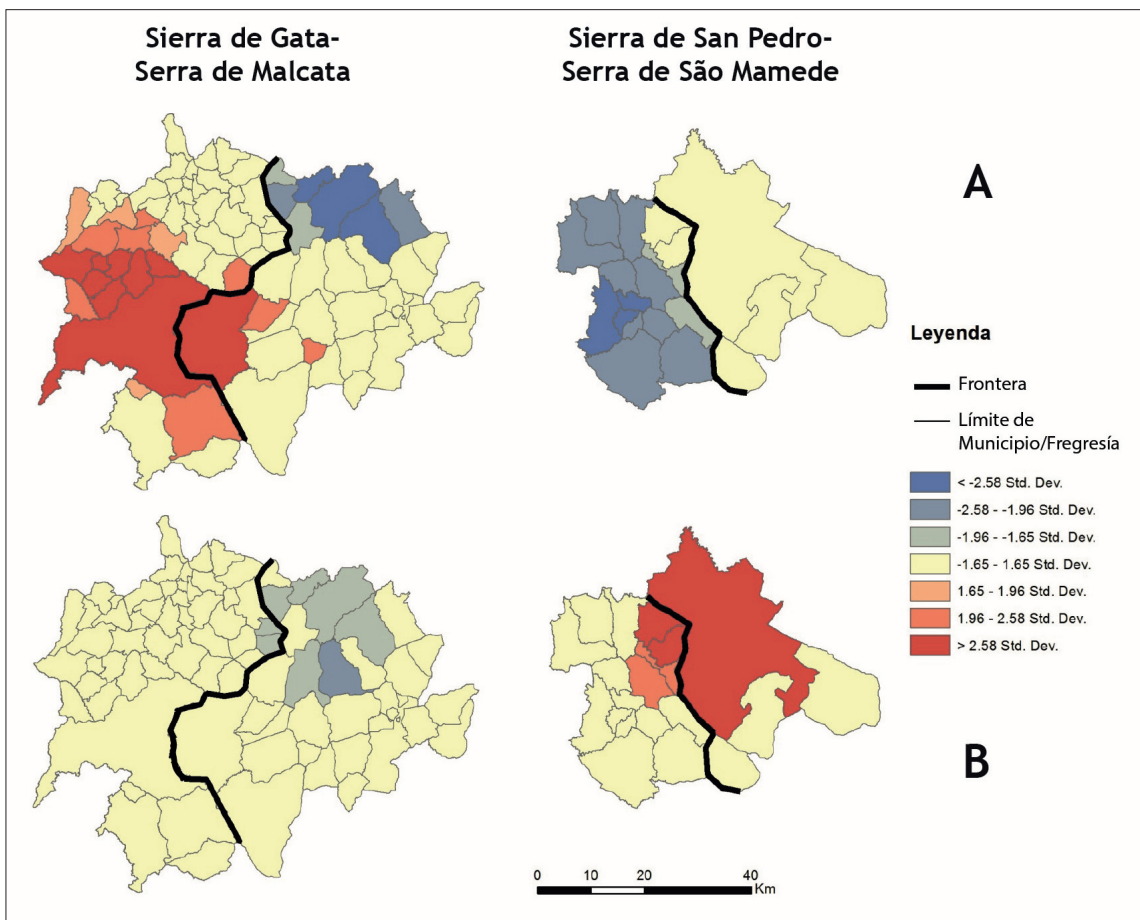 Sierra de Gata-
Serra de Malcata
Sierra de San Pedro-
Serra de São Mamede
A
Leyenda
Frontera
Límite de
Municipio/Fregresía
< -2.58 Std. Dev.
-2.58 - -1.96 Std. Dev.
-1.96 - -1.65 Std. Dev.
-1.65 - 1.65 Std. Dev.
1.65 - 1.96 Std. Dev.
1.96 - 2.58 Std. Dev.
> 2.58 Std. Dev.
B
0 10 20 40
Km